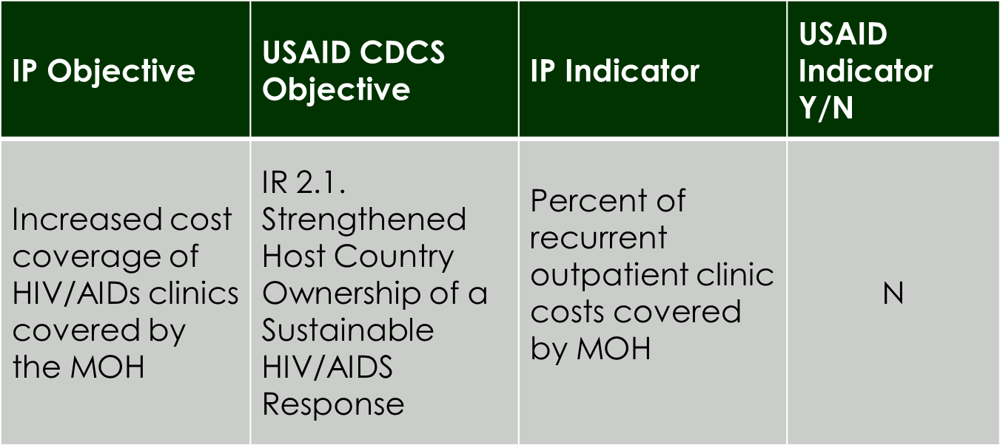 IP Objective
USAID CDCS
Objective
IP Indicator
USAID
Indicator
Y/N
Increased cost
coverage of
HIV/AIDs clinics
covered by
the MOH
IR 2.1.
Strengthened
Host Country
Ownership of a
Sustainable
HIV/AIDS
Response
Percent of
recurrent
outpatient clinic
costs covered
by MOH
N